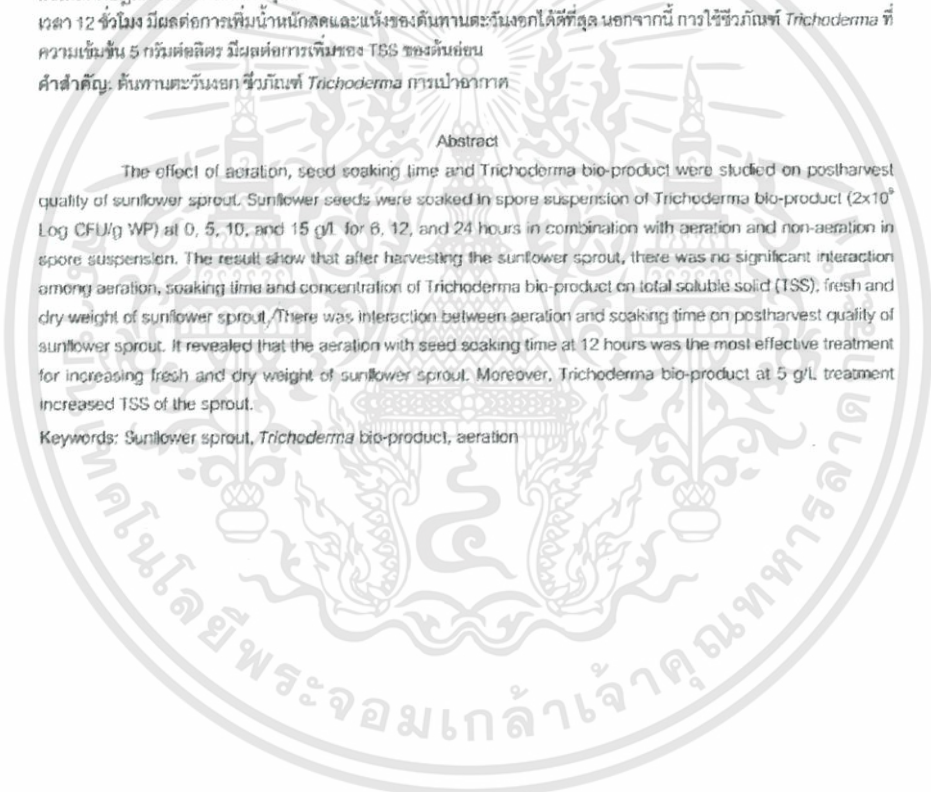 เวลา 12 ชั่วโมง มีผลต่อการเพิ่มน้ำหนักสดและแห้งของต้นทานตะวันงอกได้ดีที่สุด นอกจากนี้ การใช้ชีวภัณฑ์ Trichoderma ที่
ความเข้มข้น 5 กรัมต่อลิตร มีผลต่อการเพิ่มของ TSS ของต้นอ่อน
คำสำคัญ: ต้นทานตะวันงอก ชีวภัณฑ์ Trichoderma การเป่าอากาศ
Abstract
The effect of aeration, seed soaking time and Trichoderma bio-product were studied on postharvest
quality of sunflower sprout. Sunflower seeds were soaked in spore suspension of Trichoderma bio-product (2x10⁹
Log CFU/g WP) at 0, 5, 10, and 15 g/l for 6, 12, and 24 hours in combination with aeration and non-aeration in
spore suspension. The result show that after harvesting the sunflower sprout, there was no significant interaction
among aeration, soaking time and concentration of Trichoderma bio-product on total soluble solid (TSS), fresh and
dry weight of sunflower sprout. There was interaction between aeration and soaking time on postharvest quality of
sunflower sprout. It revealed that the aeration with seed soaking time at 12 hours was the most effective treatment
for increasing fresh and dry weight of sunflower sprout. Moreover, Trichoderma bio-product at 5 g/L treatment
increased TSS of the sprout.
Keywords: Sunflower sprout, Trichoderma bio-product, aeration
เทคโนโลยีพระจอมเกล้าเจ้าคุณทหารลาด